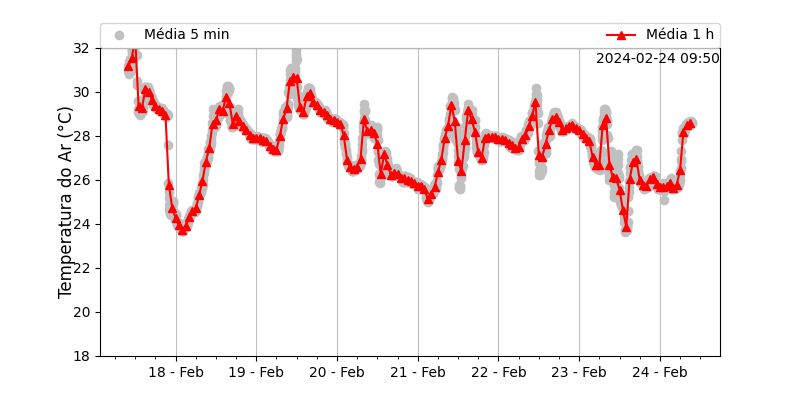 Média 5 min
Média 1 h
2024-02-24 09:50
Temperatura do Ar (°C)
32
30
28
26
24
22
20
18
18 - Feb
19 - Feb
20 - Feb
21 - Feb
22 - Feb
23 - Feb
24 - Feb